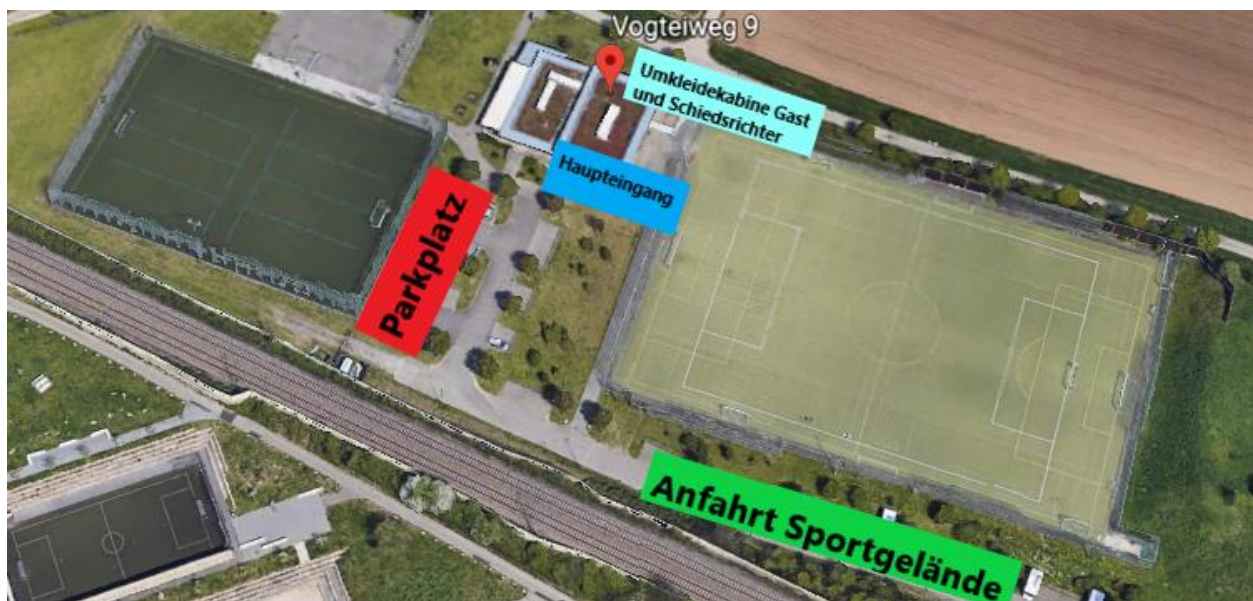 Vogteiweg 9
Umkleidekabine Gast
und Schiedsrichter
Haupteingang
Parkplatz
Anfahrt Sportgelände